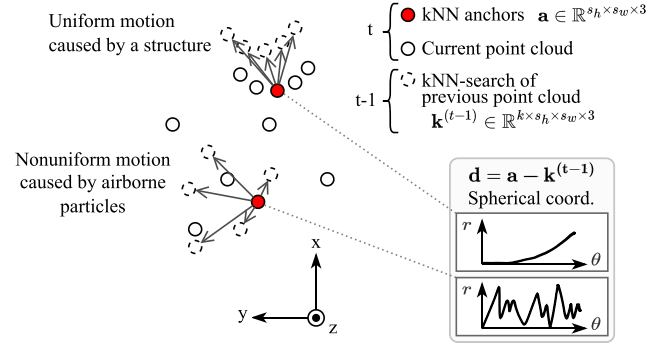 Uniform motion
caused by a structure
t
kNN anchors a ∈ ℝ^{s_h×s_w×3}
Current point cloud
t-1
kNN-search of
previous point cloud
k^{(t−1)} ∈ ℝ^{k×s_h×s_w×3}
Nonuniform motion
caused by airborne
particles
d = a − k^{(t−1)}
Spherical coord.
r
θ
r
θ
x
y
z